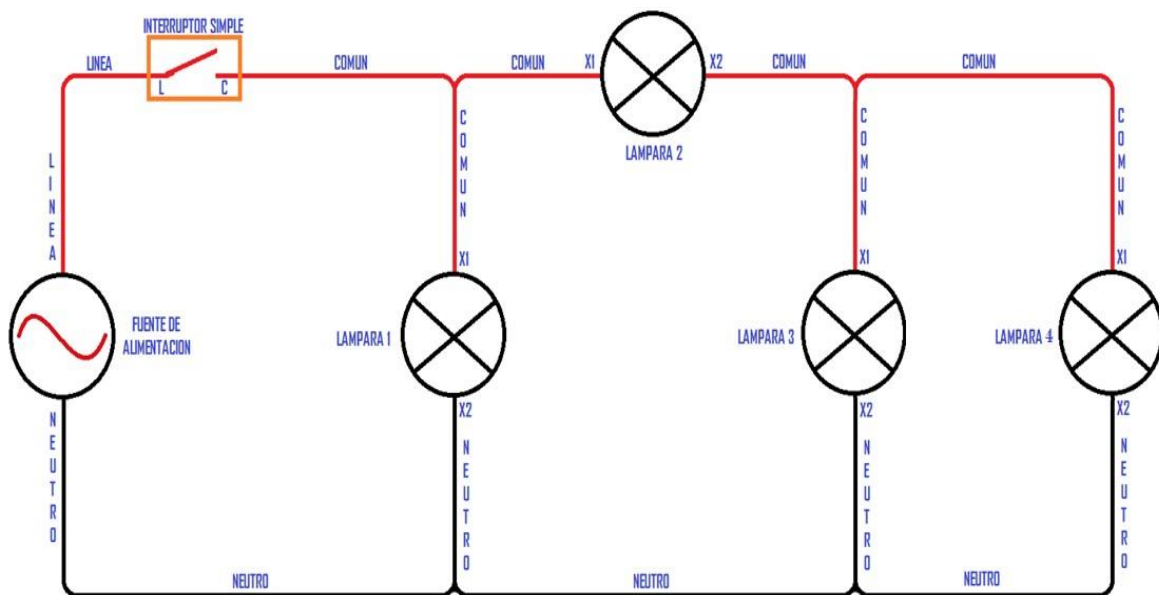 INTERRUPTOR SIMPLE
LINEA
L
C
COMUN
COMUN
X1
X2
LAMPARA 2
COMUN
COMUN
LINEA
COMUN
COMUN
COMUN
FUENTE DE
ALIMENTACION
X1
LAMPARA 1
X2
X1
LAMPARA 3
X2
X1
LAMPARA 4
X2
NEUTRO
NEUTRO
NEUTRO
NEUTRO
NEUTRO
NEUTRO
NEUTRO